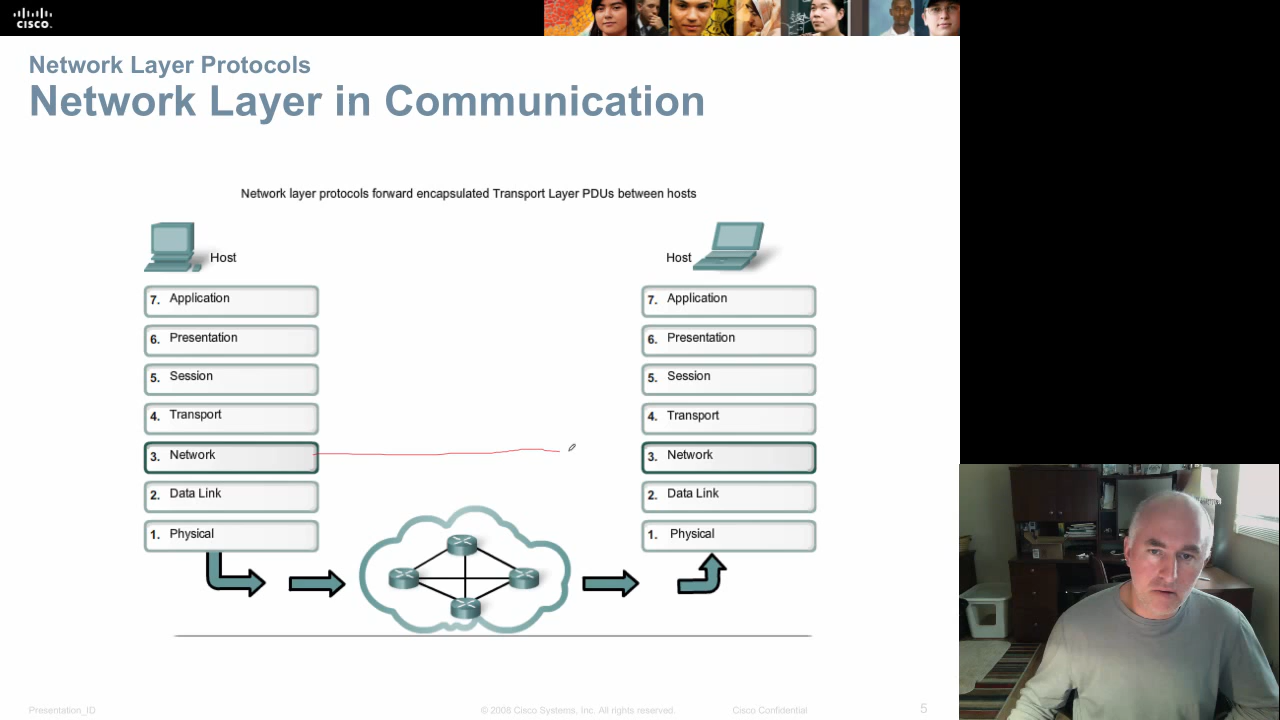 CISCO.
Network Layer Protocols
Network Layer in Communication
Network layer protocols forward encapsulated Transport Layer PDUs between hosts
Host
Host
7. Application
7. Application
6. Presentation
6. Presentation
5. Session
5. Session
4. Transport
4. Transport
3. Network
3. Network
2. Data Link
2. Data Link
1. Physical
1. Physical
Presentation_ID
© 2008 Cisco Systems, Inc. All rights reserved.
Cisco Confidential
5